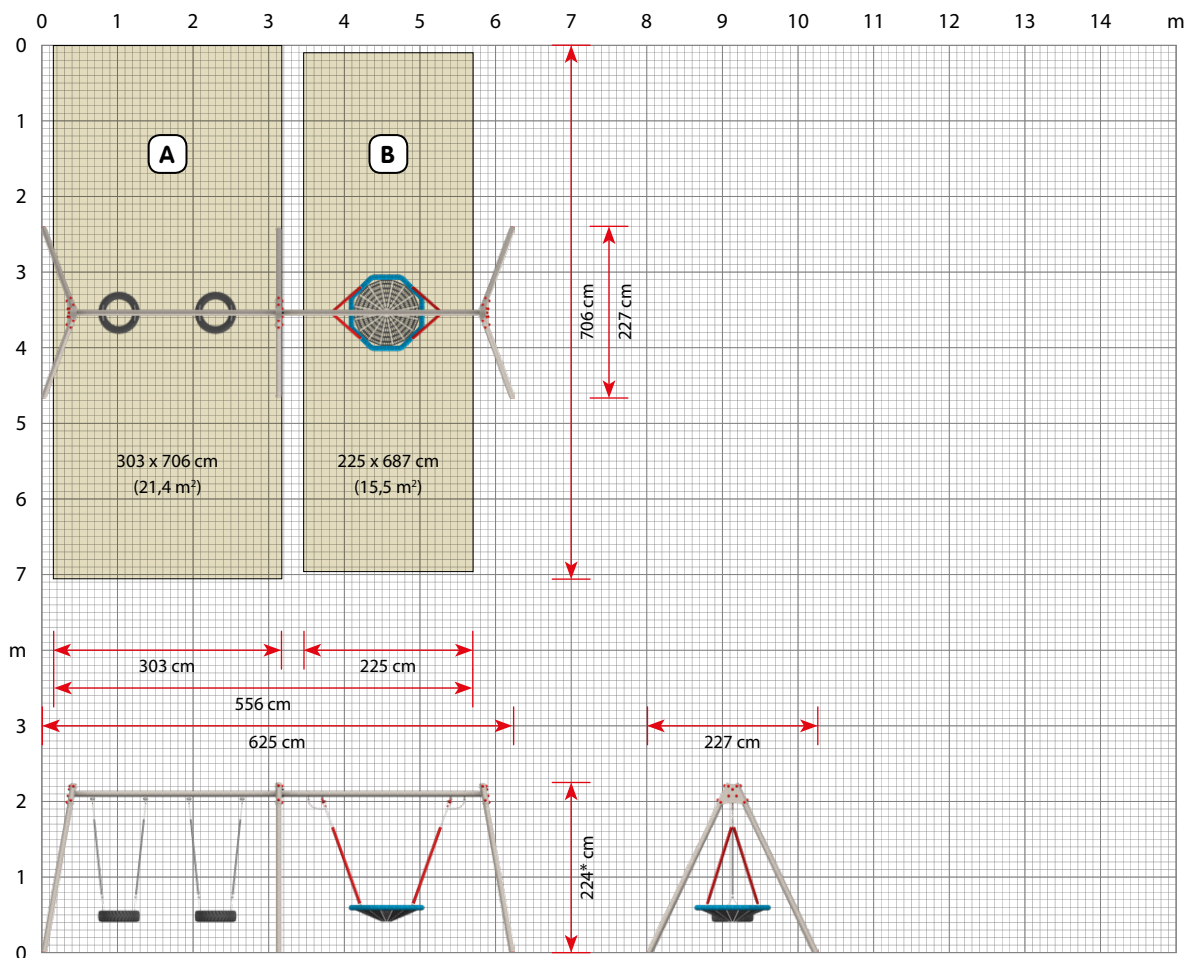 0 1 2 3 4 5 6 7 8 9 10 11 12 13 14 m
0
1
A B
2
3
706 cm
227 cm
4
5
303 x 706 cm 225 x 687 cm
(21,4 m²) (15,5 m²)
6
7
m
303 cm 225 cm
556 cm
3
625 cm 227 cm
2
1
224* cm
0